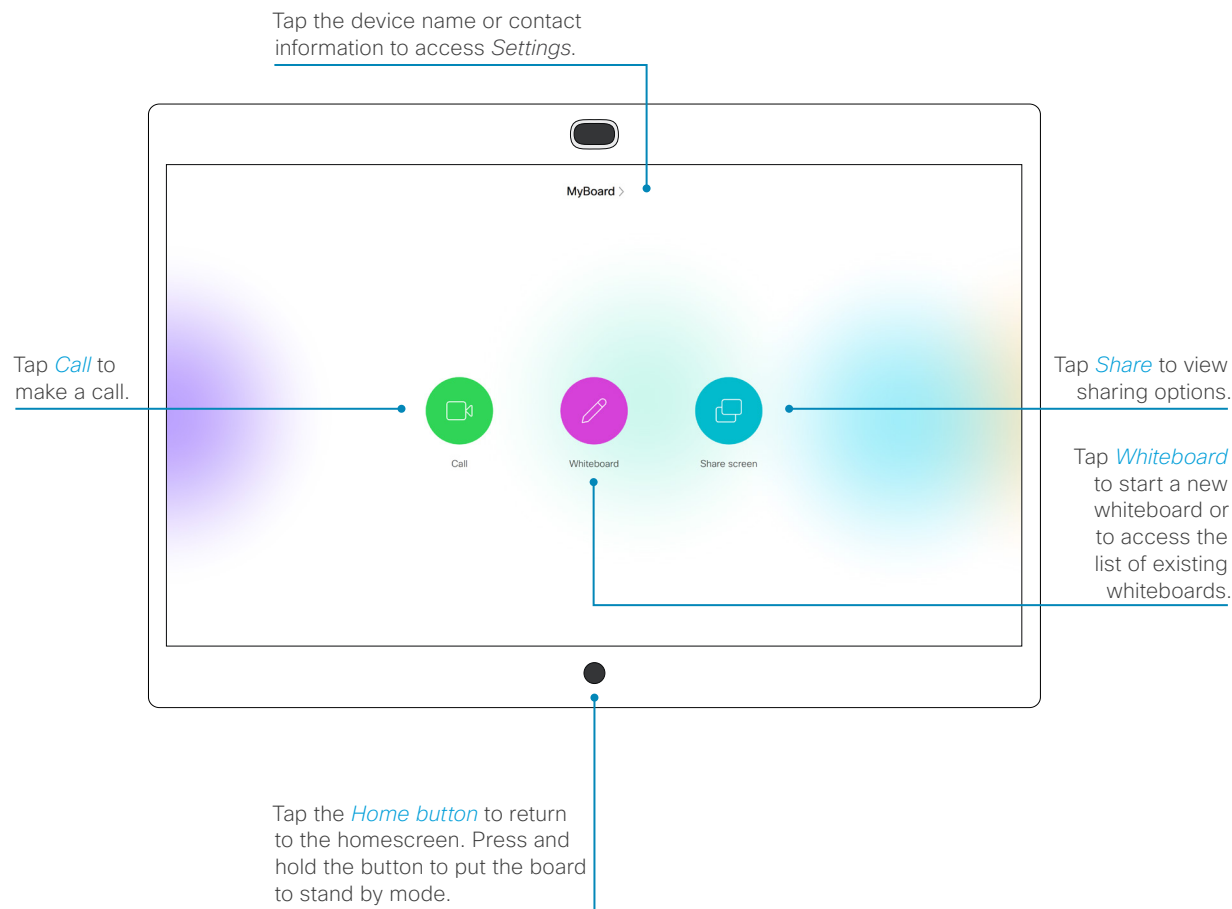 Tap the device name or contact
information to access Settings.
MyBoard >
Tap Call to
make a call.
Call
Whiteboard
Share screen
Tap Share to view
sharing options.
Tap Whiteboard
to start a new
whiteboard or
to access the
list of existing
whiteboards.
Tap the Home button to return
to the homescreen. Press and
hold the button to put the board
to stand by mode.